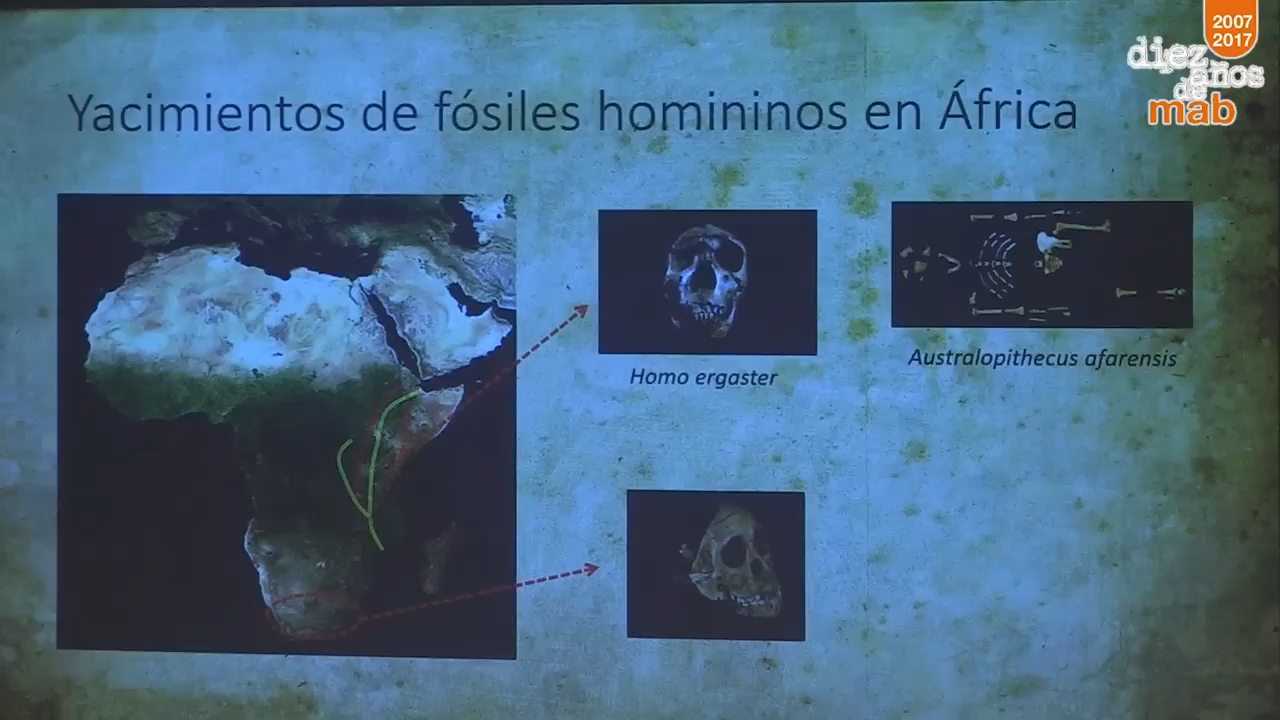 2007
2017
diez
años
de
mab
Yacimientos de fósiles homininos en África
Homo ergaster
Australopithecus afarensis